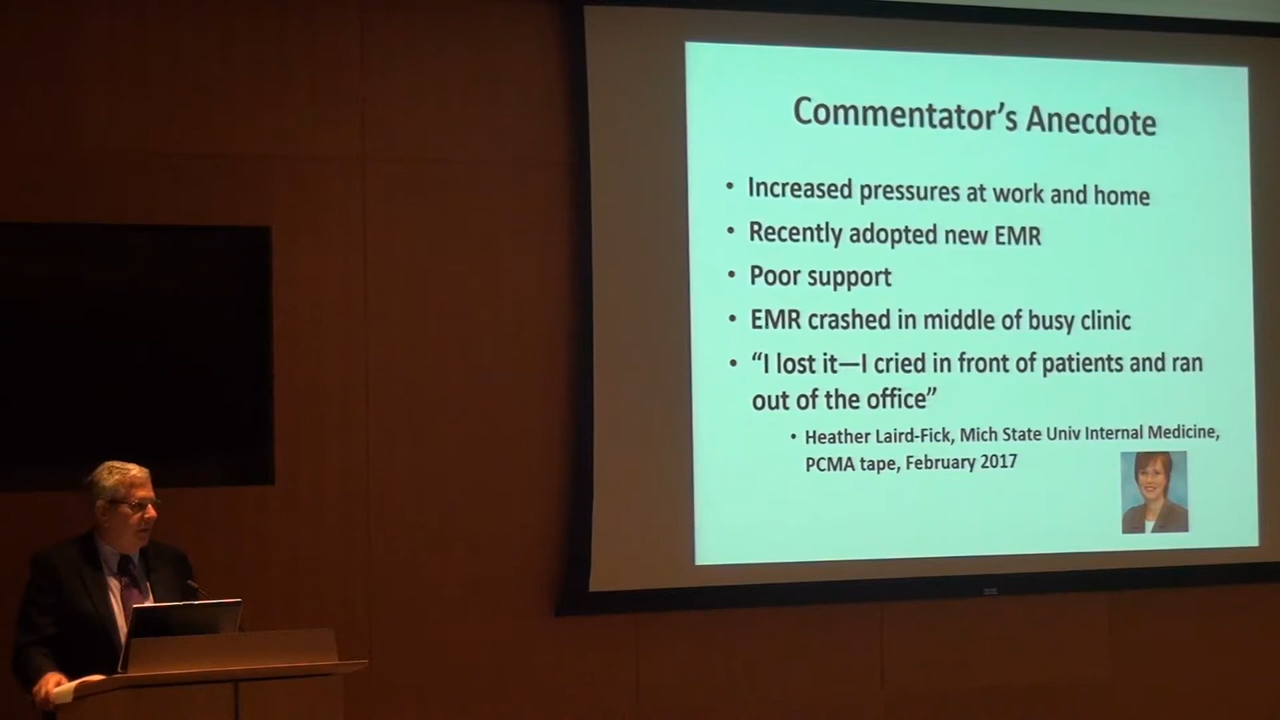 Commentator's Anecdote
• Increased pressures at work and home
• Recently adopted new EMR
• Poor support
• EMR crashed in middle of busy clinic
• “I lost it—I cried in front of patients and ran
out of the office”
• Heather Laird-Fick, Mich State Univ Internal Medicine,
PCMA tape, February 2017